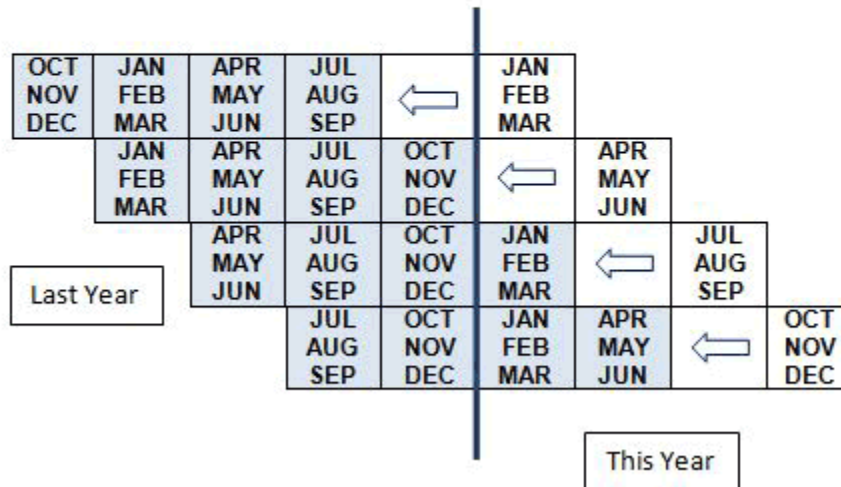 OCT JAN APR JUL JAN
NOV FEB MAY AUG FEB
DEC MAR JUN SEP MAR
JAN APR JUL OCT APR
FEB MAY AUG NOV MAY
MAR JUN SEP DEC JUN
APR JUL OCT JAN JUL
MAY AUG NOV FEB AUG
JUN SEP DEC MAR SEP
Last Year
JUL OCT JAN APR OCT
AUG NOV FEB MAY NOV
SEP DEC MAR JUN DEC
This Year